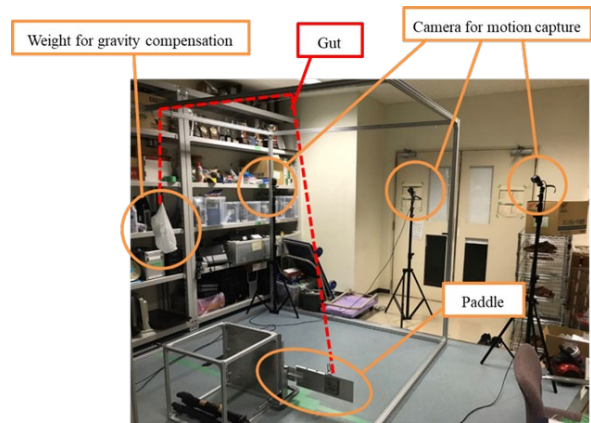 Weight for gravity compensation
Gut
Camera for motion capture
Paddle